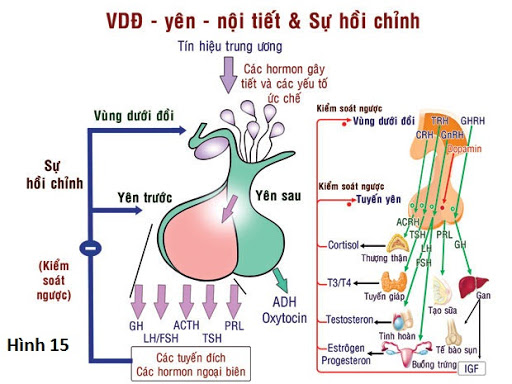 VDĐ - yên - nội tiết & Sự hồi chỉnh
Tín hiệu trung ương
Các hormon gây
tiết và các yếu tố
ức chế
Vùng dưới đồi
Sự
hồi chỉnh
Yên trước
Yên sau
(Kiểm
soát
ngược)
ADH
Oxytocin
GH
LH/FSH
ACTH
TSH
PRL
Hình 15
Các tuyến đích
Các hormon ngoại biên
Kiểm soát ngược
Vùng dưới đồi
TRH
GHRH
CRH
GnRH
Dopamin
Kiểm soát ngược
Tuyến yên
ACRH
TSH
LH
FSH
PRL
GH
Cortisol
Thượng thận
T3/T4
Tuyến giáp
Tạo sữa
Gan
Testosteron
Tinh hoàn
Tế bào sụn
Estrôgen
Progesteron
Buồng trứng
IGF